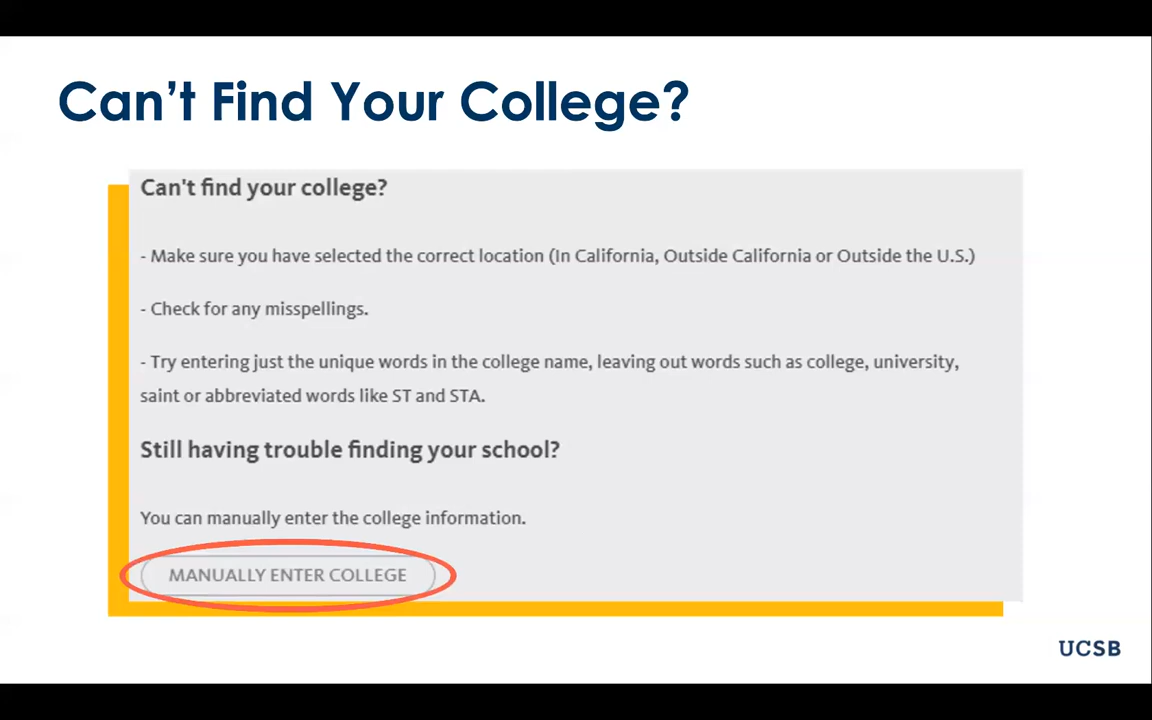 Can't Find Your College?
Can't find your college?
- Make sure you have selected the correct location (In California, Outside California or Outside the U.S.)
- Check for any misspellings.
- Try entering just the unique words in the college name, leaving out words such as college, university,
saint or abbreviated words like ST and STA.
Still having trouble finding your school?
You can manually enter the college information.
MANUALLY ENTER COLLEGE
UCSB